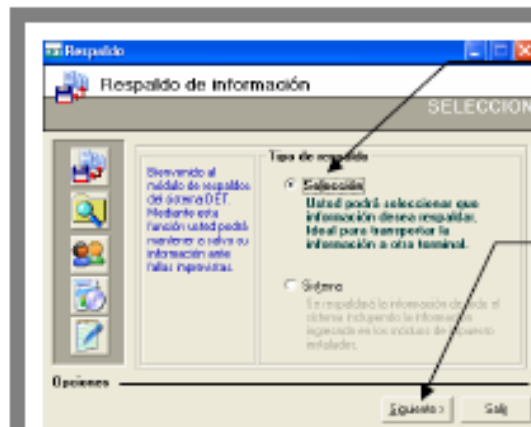 Respaldo
Respaldo de información
SELECCION
Bienvenido al
módulo de respaldos
del sistema DET.
Mediante esta
función usted podrá
mantener a salvo su
información ante
fallas imprevistas.
Tipo de respaldo
Selección
Usted podrá seleccionar que
información desea respaldar.
Ideal para transportar la
información a otra terminal.
Sistema
Se respaldará la información de todo el
sistema incluyendo la información
ingresada en los módulos de impuesto
instalados.
Opciones
Siguiente >
Salir